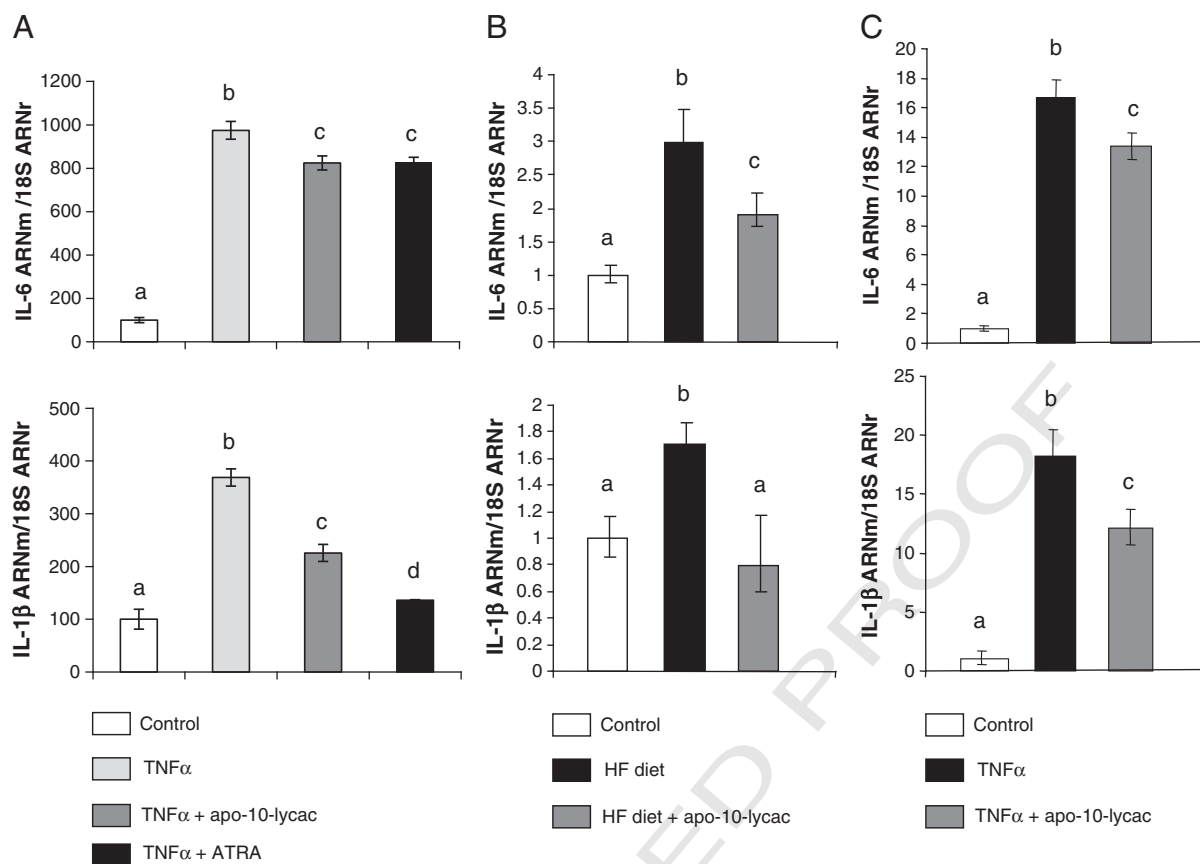 A
IL-6 ARNm /18S ARNr
1200
1000
800
600
400
200
0
a
b
c
c
IL-1β ARNm/18S ARNr
500
400
300
200
100
0
a
b
c
d
Control
TNFα
TNFα + apo-10-lycac
TNFα + ATRA
B
IL-6 ARNm /18S ARNr
4
3.5
3
2.5
2
1.5
1
0.5
0
a
b
c
IL-1β ARNm/18S ARNr
2
1.8
1.6
1.4
1.2
1
0.8
0.6
0.4
0.2
0
a
b
a
Control
HF diet
HF diet + apo-10-lycac
C
IL-6 ARNm /18S ARNr
20
18
16
14
12
10
8
6
4
2
0
a
b
c
IL-1β ARNm/18S ARNr
25
20
15
10
5
0
a
b
c
Control
TNFα
TNFα + apo-10-lycac
ED PROOF